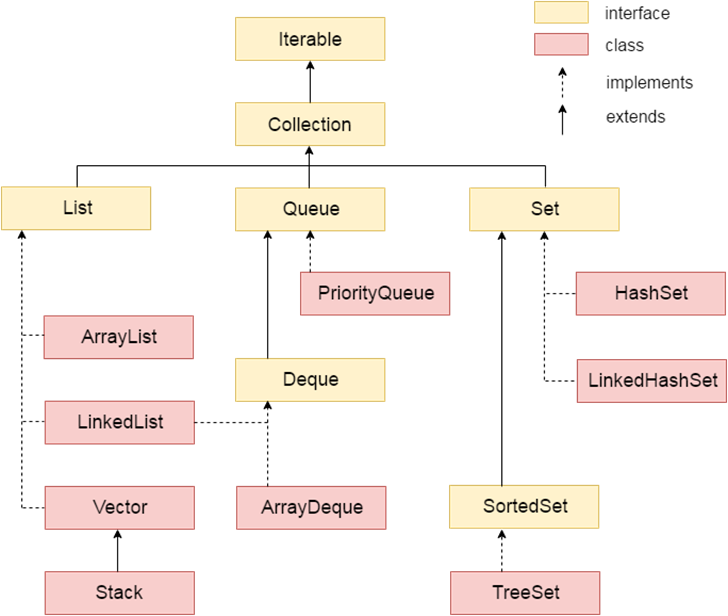 interface
Iterable
class
implements
extends
Collection
List
Queue
Set
PriorityQueue
HashSet
ArrayList
Deque
LinkedHashSet
LinkedList
Vector
ArrayDeque
SortedSet
Stack
TreeSet